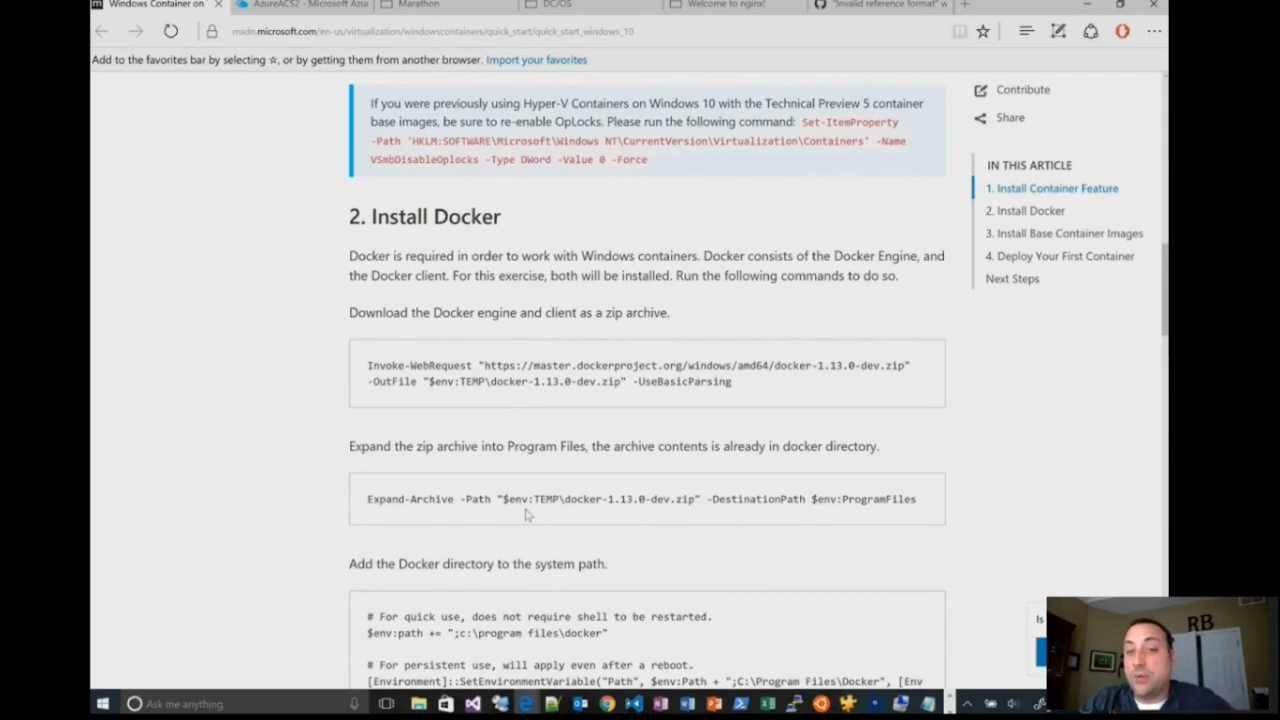 Windows Container on
AzureACS2 - Microsoft Azur
Marathon
DC/OS
Welcome to nginx!
"Invalid reference format" w
msdn.microsoft.com/en-us/virtualization/windowscontainers/quick_start/quick_start_windows_10
Add to the favorites bar by selecting ☆, or by getting them from another browser. Import your favorites
If you were previously using Hyper-V Containers on Windows 10 with the Technical Preview 5 container
base images, be sure to re-enable OpLocks. Please run the following command: Set-ItemProperty
-Path 'HKLM:SOFTWARE\Microsoft\Windows NT\CurrentVersion\Virtualization\Containers' -Name
VSmbDisableOplocks -Type DWord -Value 0 -Force
2. Install Docker
Docker is required in order to work with Windows containers. Docker consists of the Docker Engine, and
the Docker client. For this exercise, both will be installed. Run the following commands to do so.
Download the Docker engine and client as a zip archive.
Invoke-WebRequest "https://master.dockerproject.org/windows/amd64/docker-1.13.0-dev.zip"
-OutFile "$env:TEMP\docker-1.13.0-dev.zip" -UseBasicParsing
Expand the zip archive into Program Files, the archive contents is already in docker directory.
Expand-Archive -Path "$env:TEMP\docker-1.13.0-dev.zip" -DestinationPath $env:ProgramFiles
Add the Docker directory to the system path.
# For quick use, does not require shell to be restarted.
$env:path += ";c:\program files\docker"
# For persistent use, will apply even after a reboot.
[Environment]::SetEnvironmentVariable("Path", $env:Path + ";C:\Program Files\Docker", [Env
Contribute
Share
IN THIS ARTICLE
1. Install Container Feature
2. Install Docker
3. Install Base Container Images
4. Deploy Your First Container
Next Steps
Is
RB
Ask me anything